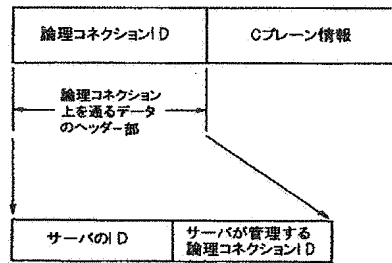 論理コネクションID
Cプレーン情報
論理コネクション
上を通るデータ
のヘッダー部
サーバのID
サーバが管理する
論理コネクションID